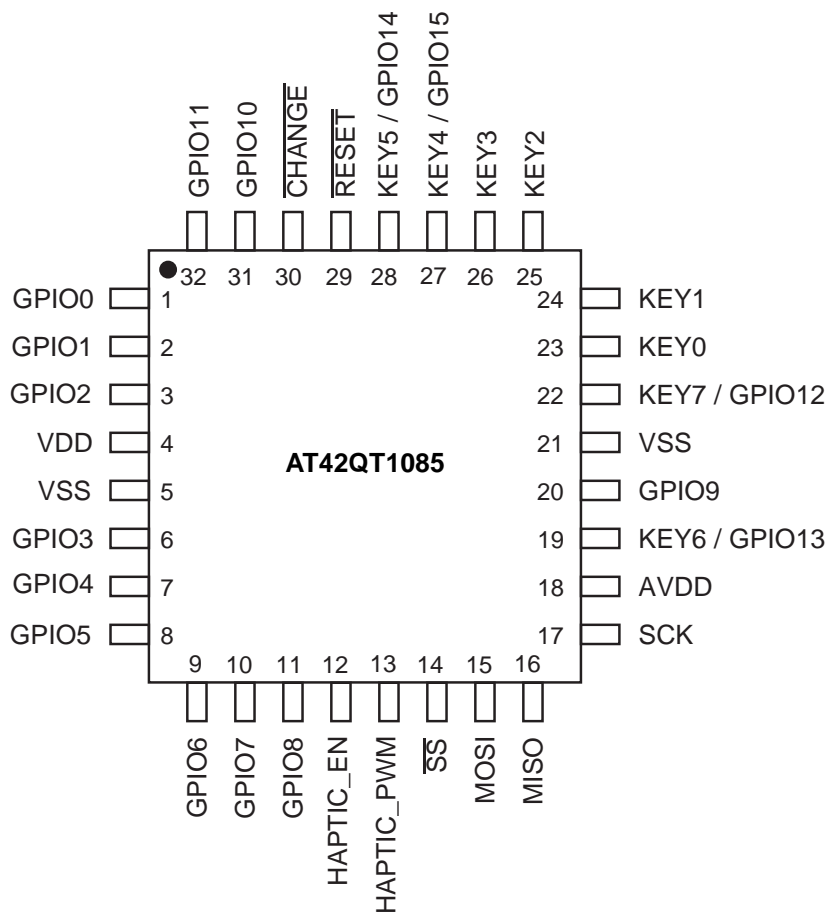 GPIO11
GPIO10
CHANGE
RESET
KEY5 / GPIO14
KEY4 / GPIO15
KEY3
KEY2
32
31
30
29
28
27
26
25
GPIO0
1
24
KEY1
GPIO1
2
23
KEY0
GPIO2
3
22
KEY7 / GPIO12
VDD
4
21
VSS
AT42QT1085
VSS
5
20
GPIO9
GPIO3
6
19
KEY6 / GPIO13
GPIO4
7
18
AVDD
GPIO5
8
17
SCK
9
10
11
12
13
14
15
16
GPIO6
GPIO7
GPIO8
HAPTIC_EN
HAPTIC_PWM
SS
MOSI
MISO